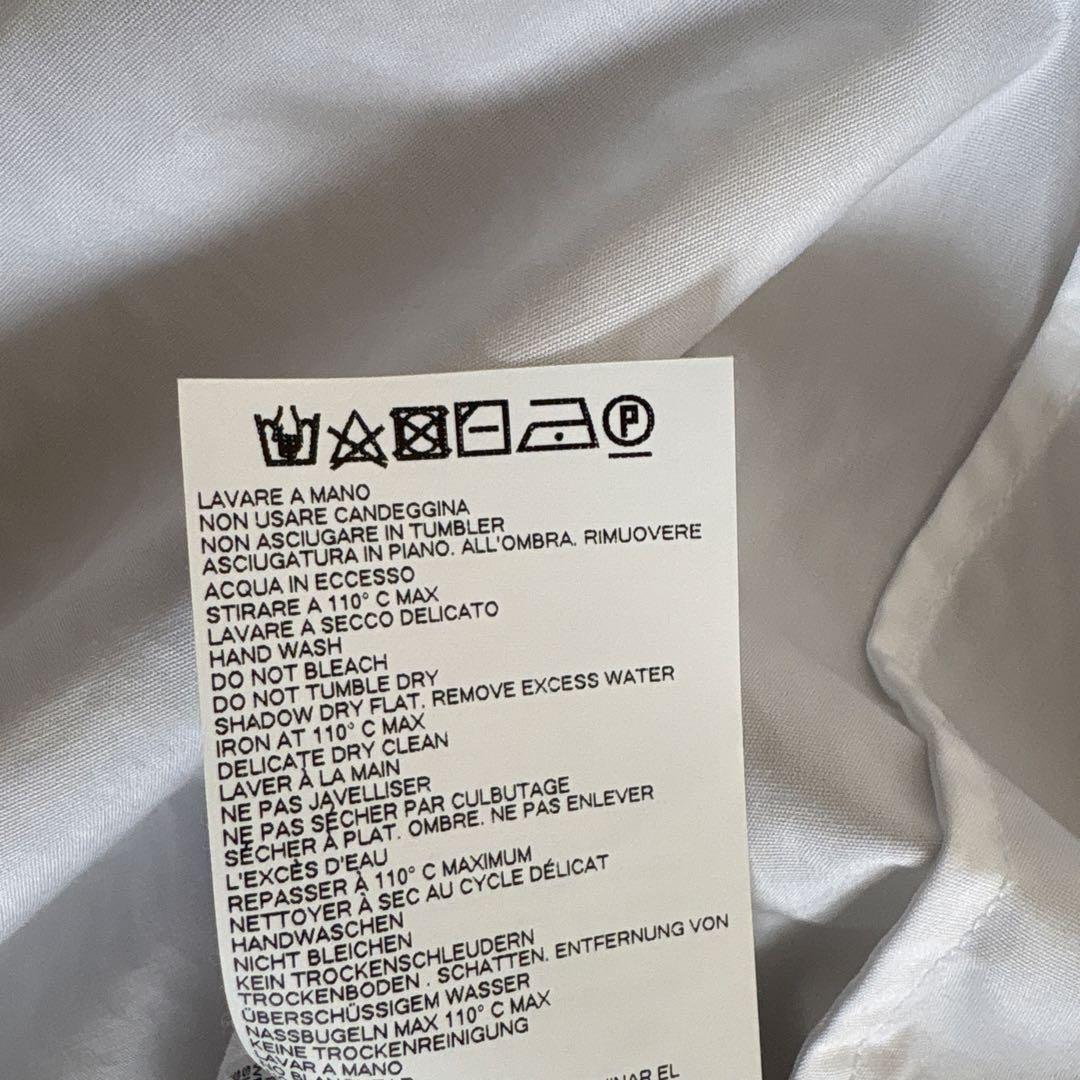 P
LAVARE A MANO
NON USARE CANDEGGINA
NON ASCIUGARE IN TUMBLER
ASCIUGATURA IN PIANO. ALL'OMBRA. RIMUOVERE
ACQUA IN ECCESSO
STIRARE A 110° C MAX
LAVARE A SECCO DELICATO
HAND WASH
DO NOT BLEACH
DO NOT TUMBLE DRY
SHADOW DRY FLAT. REMOVE EXCESS WATER
IRON AT 110° C MAX
DELICATE DRY CLEAN
LAVER À LA MAIN
NE PAS JAVELLISER
NE PAS SÉCHER PAR CULBUTAGE
SÉCHER À PLAT. OMBRE. NE PAS ENLEVER
L'EXCÈS D'EAU
REPASSER À 110° C MAXIMUM
NETTOYER À SEC AU CYCLE DÉLICAT
HANDWASCHEN
NICHT BLEICHEN
KEIN TROCKENSCHLEUDERN
TROCKENBODEN . SCHATTEN. ENTFERNUNG VON
ÜBERSCHÜSSIGEM WASSER
NASSBUGELN MAX 110° C MAX
KEINE TROCKENREINIGUNG
LAVAR A MANO